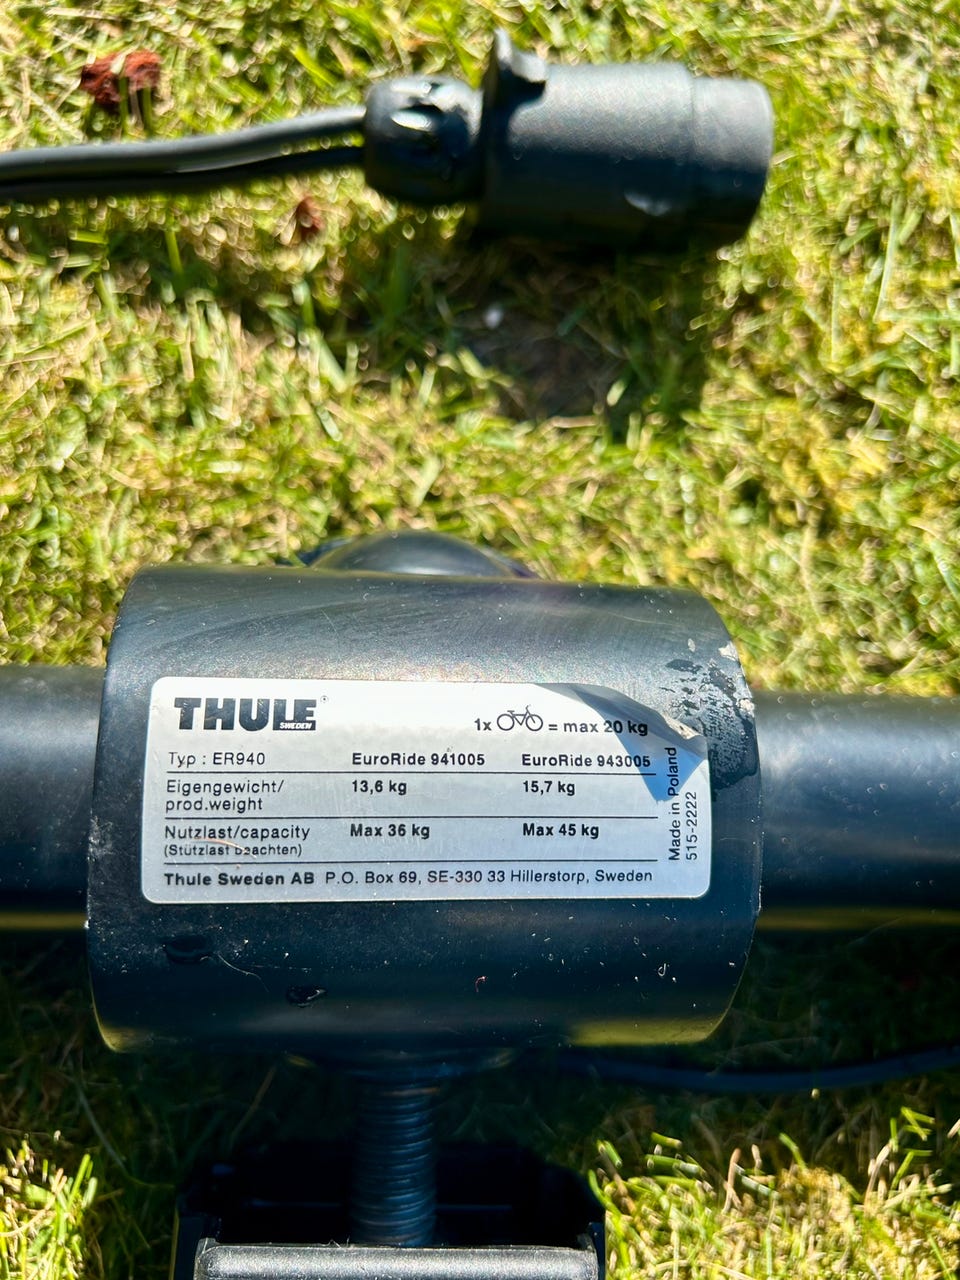 THULE®
SWEDEN
1x = max 20 kg
Typ : ER940 EuroRide 941005 EuroRide 943005
Eigengewicht/ 13,6 kg 15,7 kg
prod.weight
Nutzlast/capacity Max 36 kg Max 45 kg
(Stützlast beachten)
Thule Sweden AB P.O. Box 69, SE-330 33 Hillerstorp, Sweden
Made in Poland
515-2222